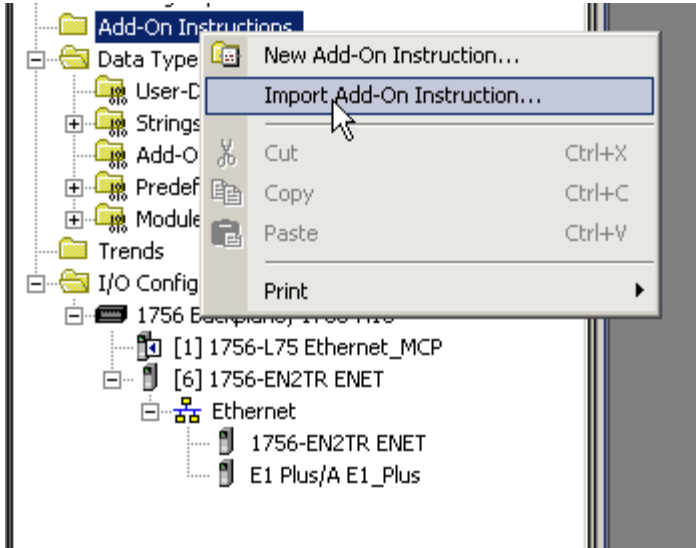 Add-On Instructions
Data Type
New Add-On Instruction...
User-D
Import Add-On Instruction...
Strings
Add-O
Cut Ctrl+X
Predef
Copy Ctrl+C
Module
Paste Ctrl+V
Trends
I/O Config
Print
1756
[1] 1756-L75 Ethernet_MCP
[6] 1756-EN2TR ENET
Ethernet
1756-EN2TR ENET
E1 Plus/A E1_Plus